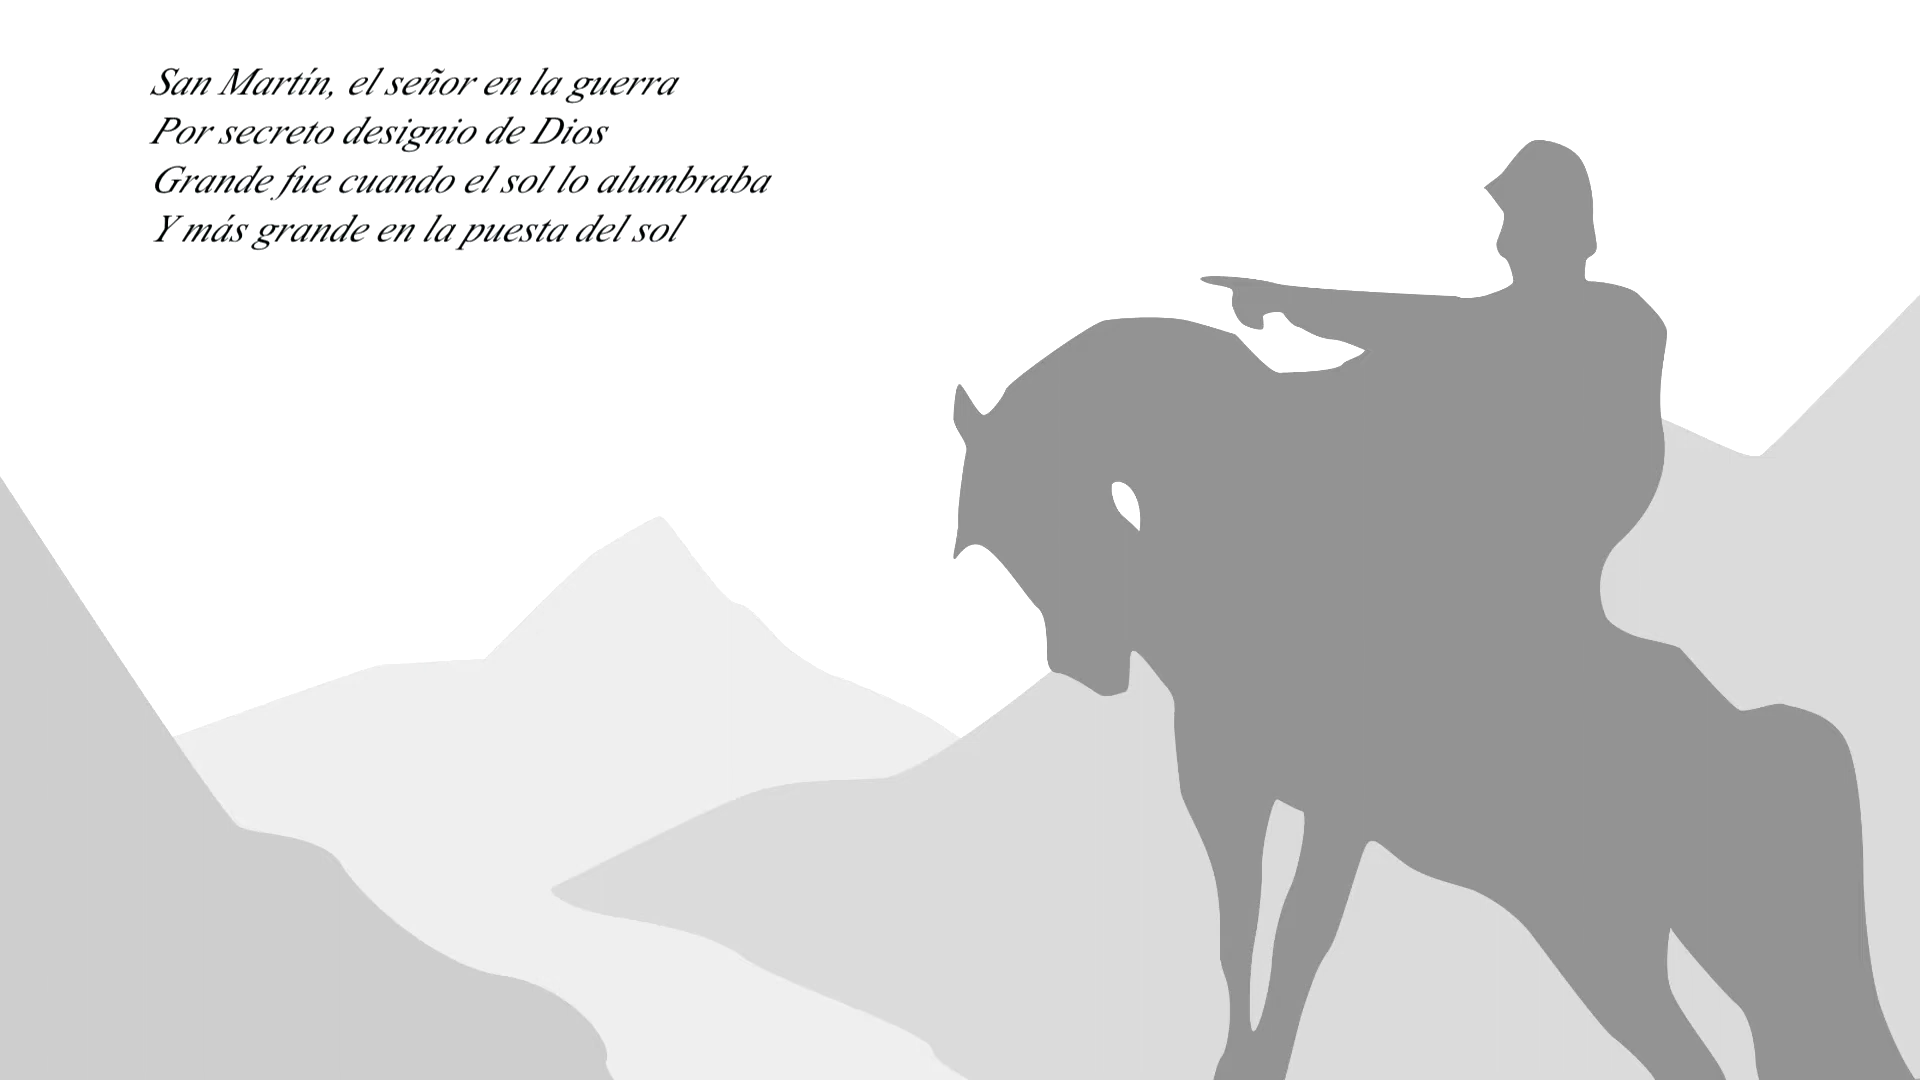 San Martín, el señor en la guerra
Por secreto designio de Dios
Grande fue cuando el sol lo alumbraba
Y más grande en la puesta del sol